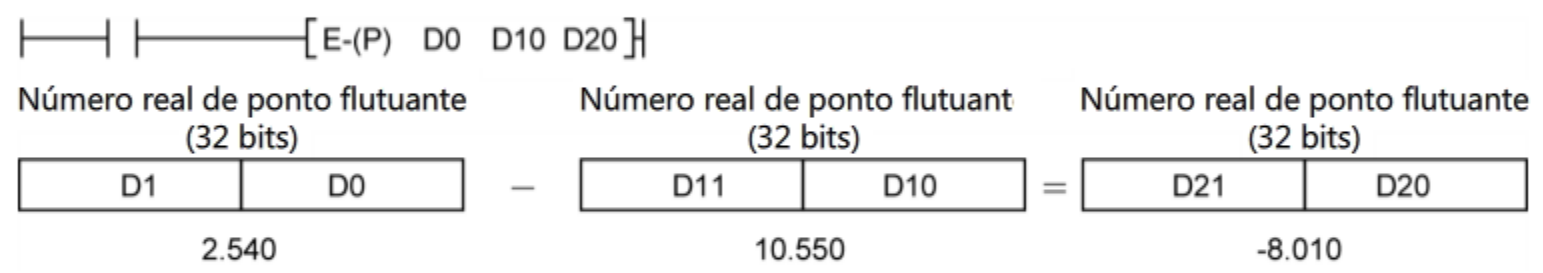 E-(P) D0 D10 D20
Número real de ponto flutuante Número real de ponto flutuant Número real de ponto flutuante
(32 bits) (32 bits) (32 bits)
D1 D0 − D11 D10 = D21 D20
2.540 10.550 -8.010